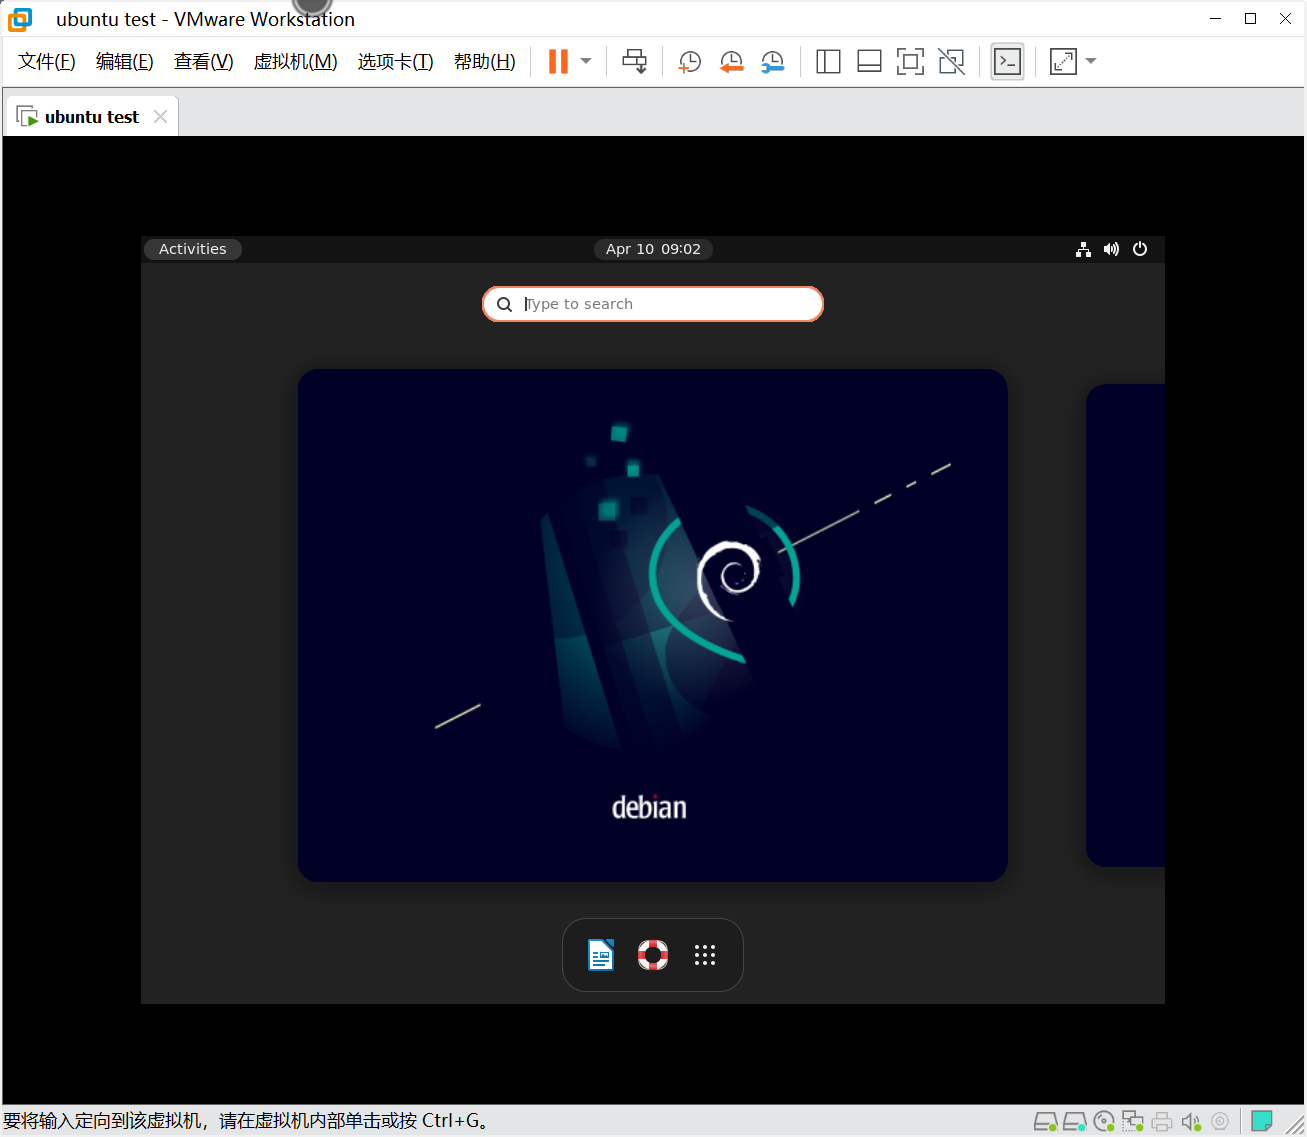 ubuntu test - VMware Workstation
文件(F) 编辑(E) 查看(V) 虚拟机(M) 选项卡(T) 帮助(H)
ubuntu test
Activities Apr 10 09:02
Type to search
debian
要将输入定向到该虚拟机，请在虚拟机内部单击或按 Ctrl+G。